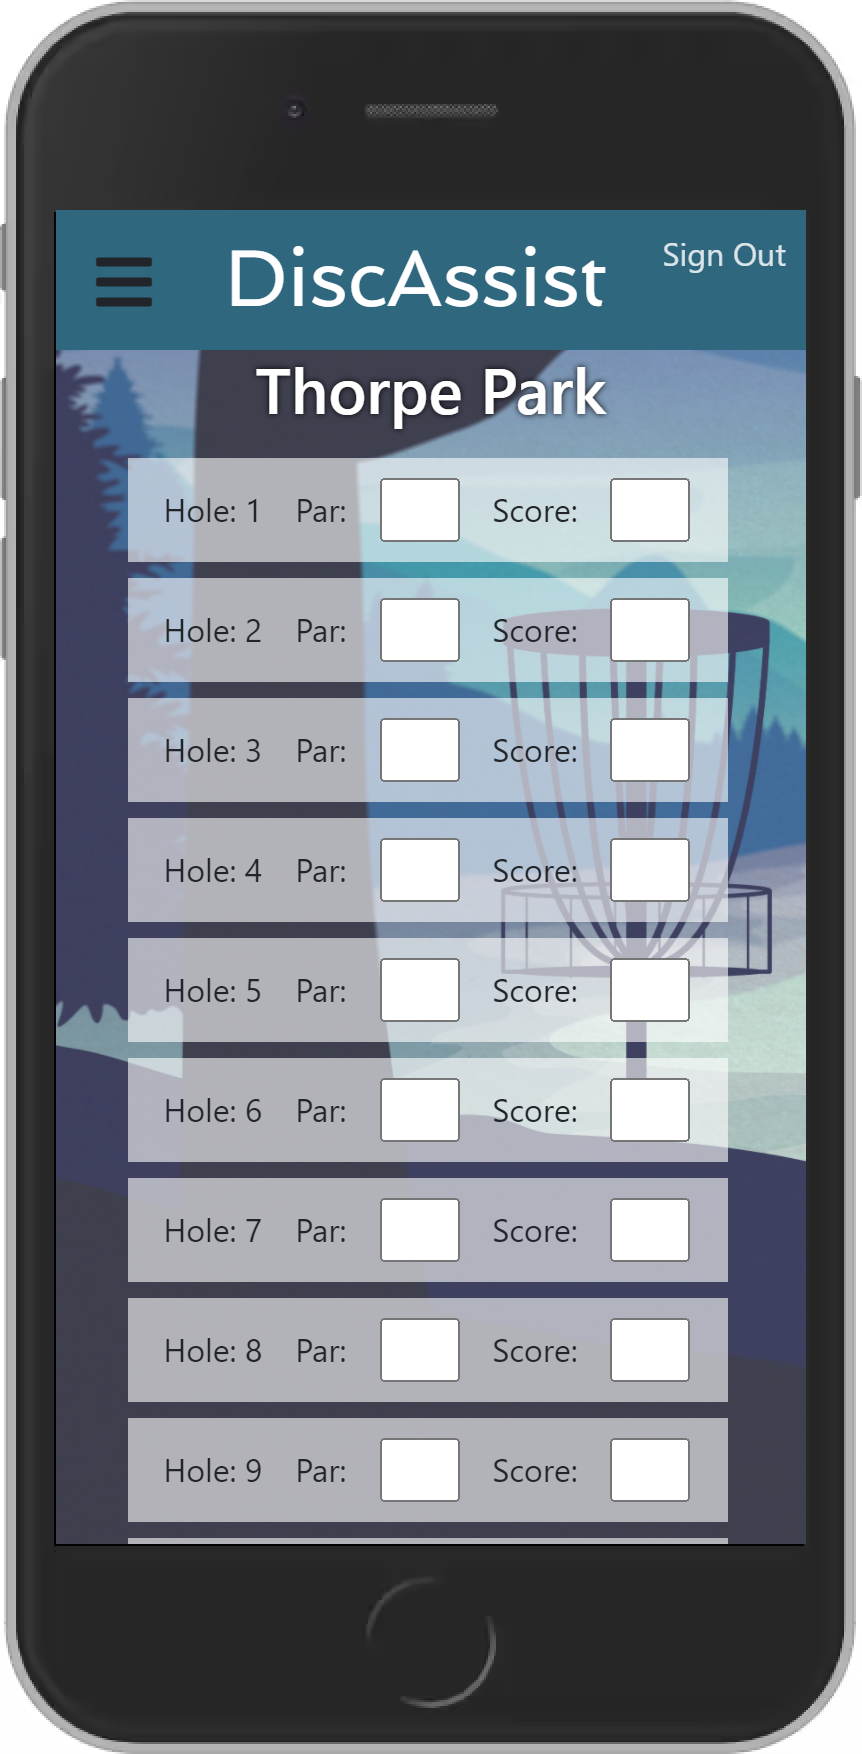 DiscAssist
Sign Out
Thorpe Park
Hole: 1 Par: Score:
Hole: 2 Par: Score:
Hole: 3 Par: Score:
Hole: 4 Par: Score:
Hole: 5 Par: Score:
Hole: 6 Par: Score:
Hole: 7 Par: Score:
Hole: 8 Par: Score:
Hole: 9 Par: Score: